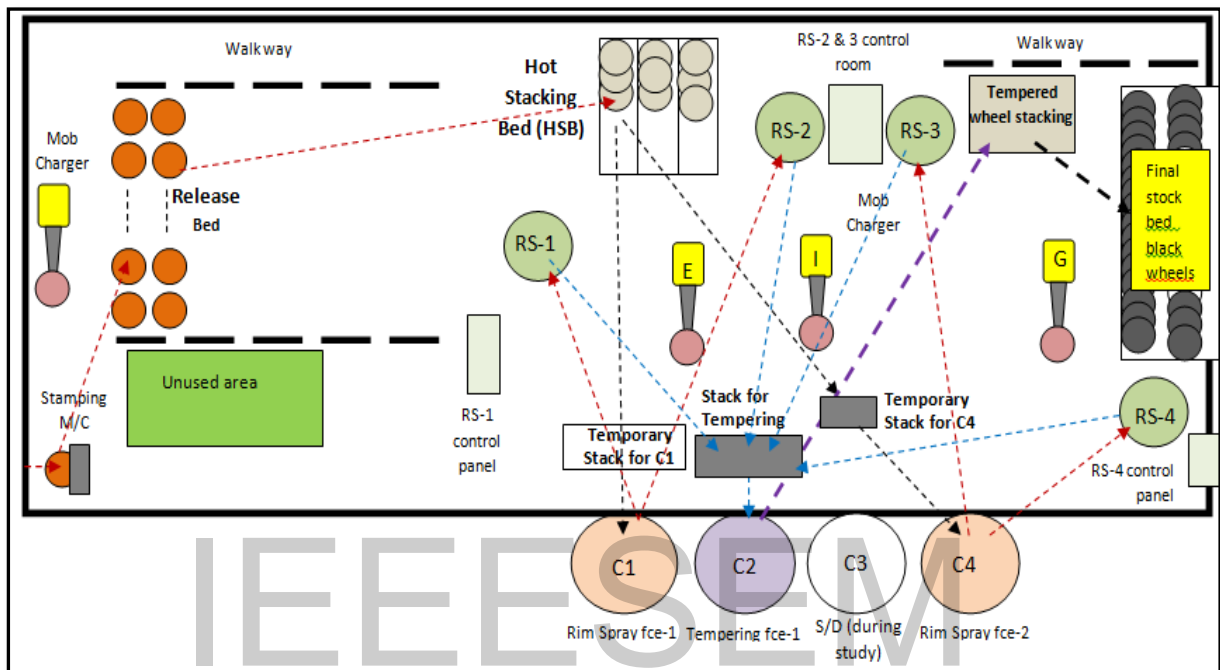 Walk way
Hot
Stacking
Bed (HSB)
RS-2 & 3 control
room
Walk way
Tempered
wheel stacking
RS-2
RS-3
Mob
Charger
Release
Bed
Final
stock
bed
black
wheels
Mob
Charger
RS-1
E
I
G
Unused area
Stamping
M/C
RS-1
control
panel
Stack for
Tempering
Temporary
Stack for C1
Temporary
Stack for C4
RS-4
RS-4 control
panel
C1
C2
C3
C4
Rim Spray fce-1
Tempering fce-1
S/D (during
study)
Rim Spray fce-2
IEEESEM